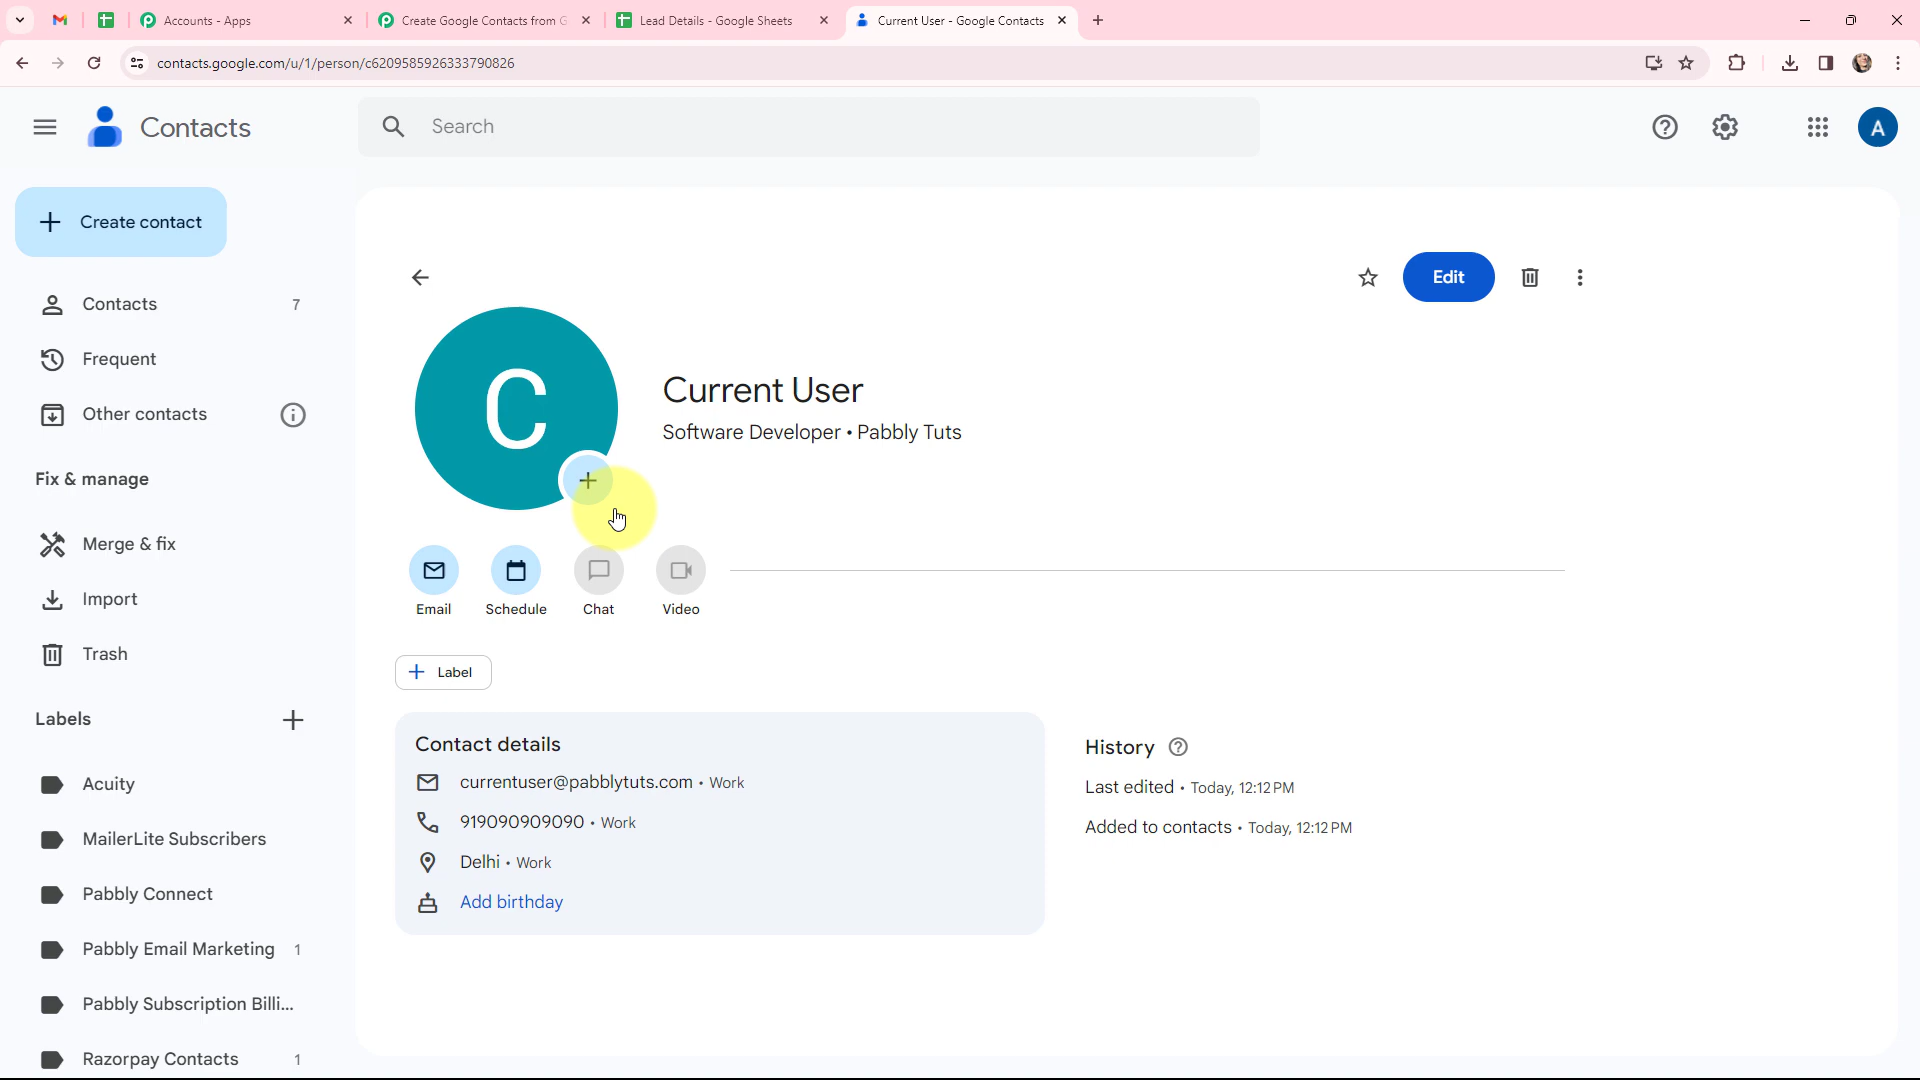 Accounts - Apps
Create Google Contacts from G
Lead Details - Google Sheets
Current User - Google Contacts
contacts.google.com/u/1/person/c6209585926333790826
Contacts
Search
A
Create contact
Contacts 7
Frequent
Other contacts
Fix & manage
Merge & fix
Import
Trash
Labels
Acuity
MailerLite Subscribers
Pabbly Connect
Pabbly Email Marketing 1
Pabbly Subscription Billi...
Razorpay Contacts 1
Edit
C
Current User
Software Developer • Pabbly Tuts
Email
Schedule
Chat
Video
Label
Contact details
currentuser@pabblytuts.com • Work
919090909090 • Work
Delhi • Work
Add birthday
History
Last edited • Today, 12:12 PM
Added to contacts • Today, 12:12 PM